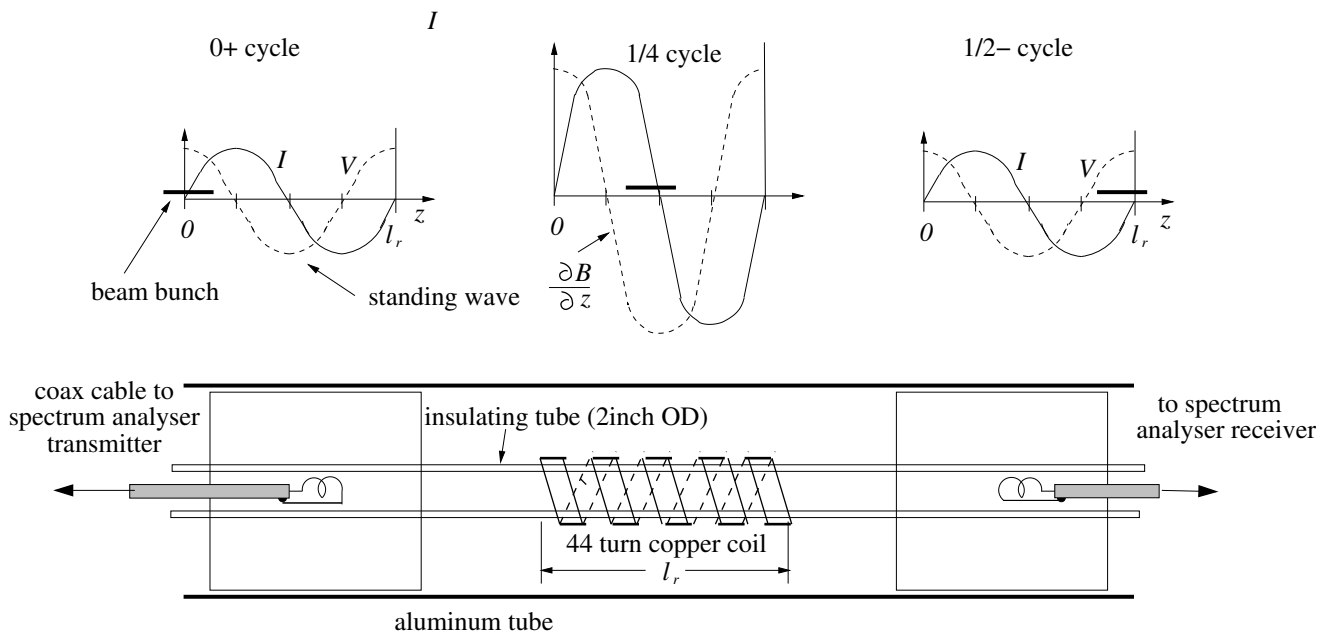 I
0+ cycle
1/4 cycle
1/2− cycle
I
V
0
l r
z
beam bunch
standing wave
0
∂B
∂z
I
V
0
l r
z
coax cable to
spectrum analyser
transmitter
insulating tube (2inch OD)
to spectrum
analyser receiver
r
44 turn copper coil
l r
aluminum tube